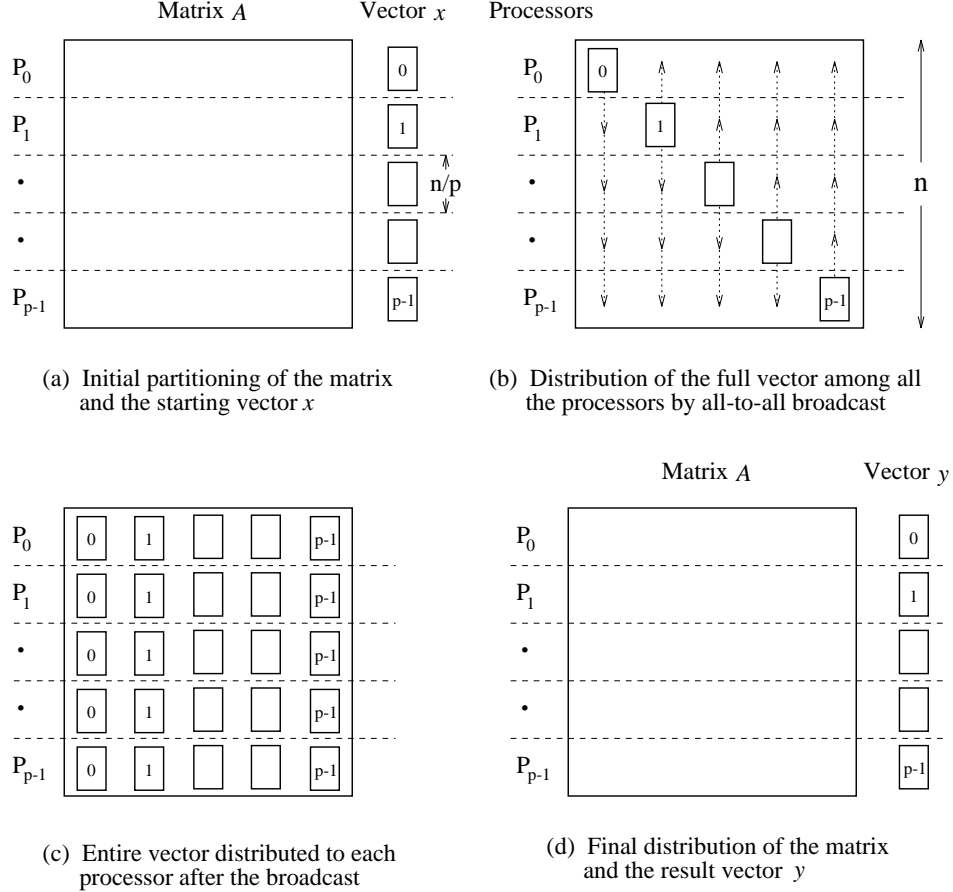 Matrix A Vector x Processors
P0 0 P0 0
P1 1 P1 1
• n/p • n
• •
Pp-1 p-1 Pp-1 p-1
(a) Initial partitioning of the matrix
and the starting vector x
(b) Distribution of the full vector among all
the processors by all-to-all broadcast
Matrix A Vector y
P0 0 1 p-1 P0 0
P1 0 1 p-1 P1 1
• 0 1 p-1 •
• 0 1 p-1 •
Pp-1 0 1 p-1 Pp-1 p-1
(c) Entire vector distributed to each
processor after the broadcast
(d) Final distribution of the matrix
and the result vector y